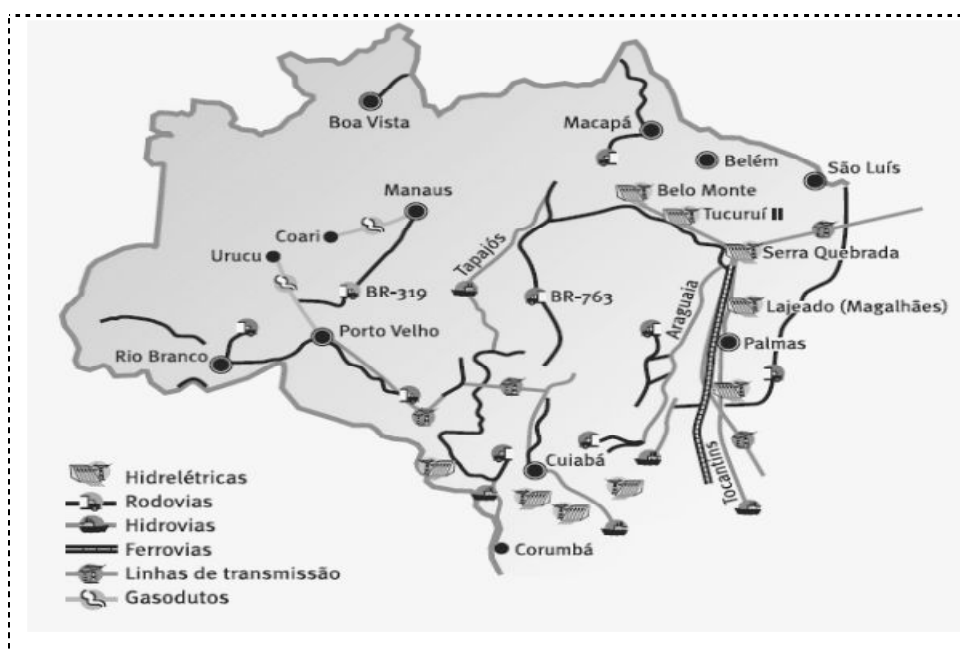 Boa Vista
Macapá
Belém
São Luís
Manaus
Belo Monte
Tucuruí II
Coari
Urucu
Serra Quebrada
Tapajós
BR-319
BR-763
Araguaia
Lajeado (Magalhães)
Porto Velho
Palmas
Rio Branco
Cuiabá
Tocantins
Corumbá
Hidrelétricas
Rodovias
Hidrovias
Ferrovias
Linhas de transmissão
Gasodutos